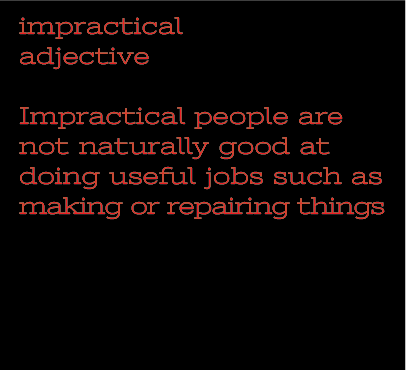 impractical
adjective
Impractical people are
not naturally good at
doing useful jobs such as
making or repairing things